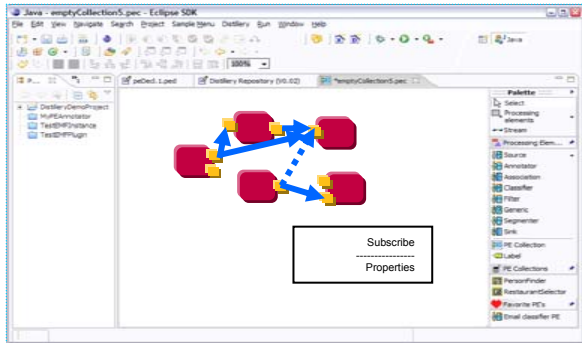 Java - emptyCollection5.pec - Eclipse SDK
File Edit View Navigate Search Project Sample Menu Distillery Run Window Help
Java
100%
P...
peDed.1.ped
Distillery Repository (V0.02)
*emptyCollection5.pec
DistilleryDemoProject
MyPEAnnotator
TestEMFInstance
TestEMFPlugin
Subscribe
----------------
Properties
Palette
Select
Processing elements
Stream
Processing Elem...
Source
Annotator
Association
Classifier
Filter
Generic
Segmenter
Sink
PE Collection
Label
PE Collections
PersonFinder
RestaurantSelector
Favorite PE's
Email classifier PE